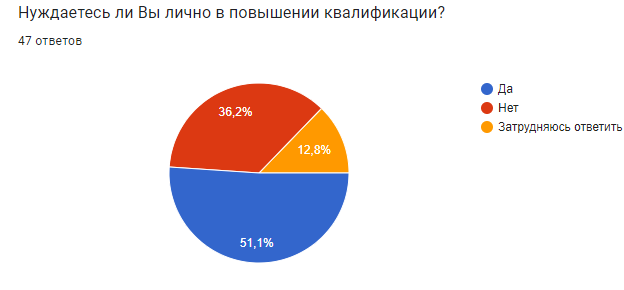 Нуждаетесь ли Вы лично в повышении квалификации?
47 ответов
36,2%
12,8%
51,1%
Да
Нет
Затрудняюсь ответить